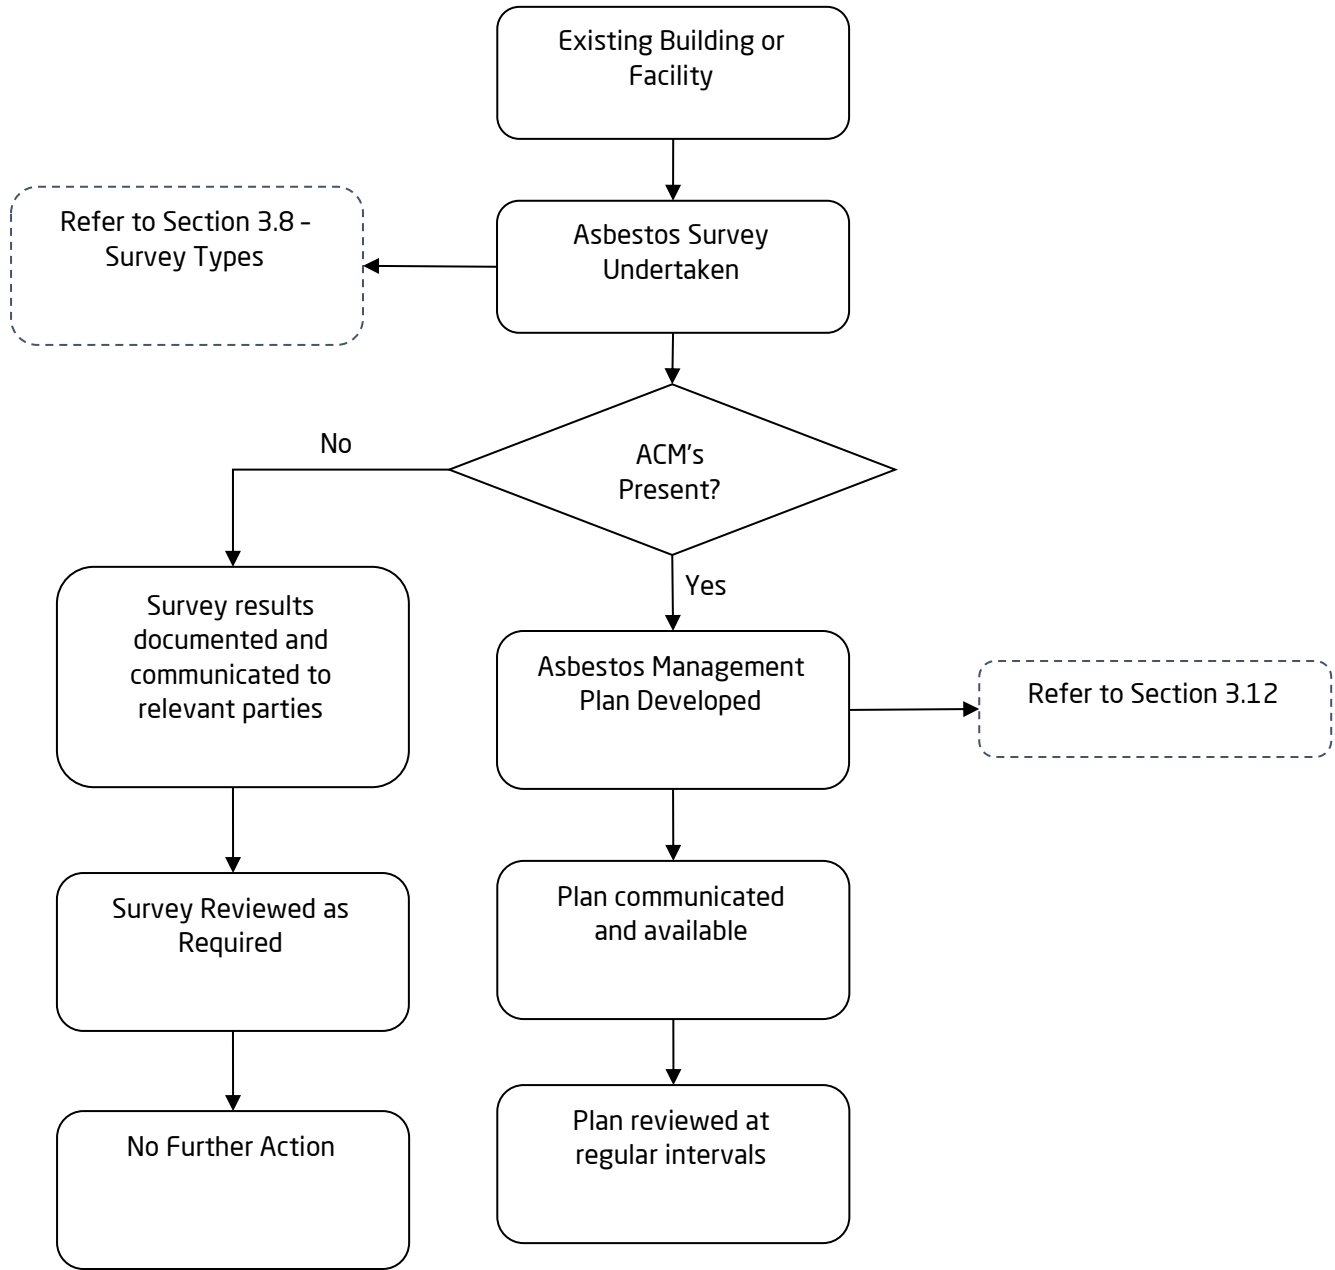 Existing Building or
Facility
Refer to Section 3.8 –
Survey Types
Asbestos Survey
Undertaken
ACM's
Present?
No
Yes
Survey results
documented and
communicated to
relevant parties
Asbestos Management
Plan Developed
Refer to Section 3.12
Survey Reviewed as
Required
Plan communicated
and available
No Further Action
Plan reviewed at
regular intervals